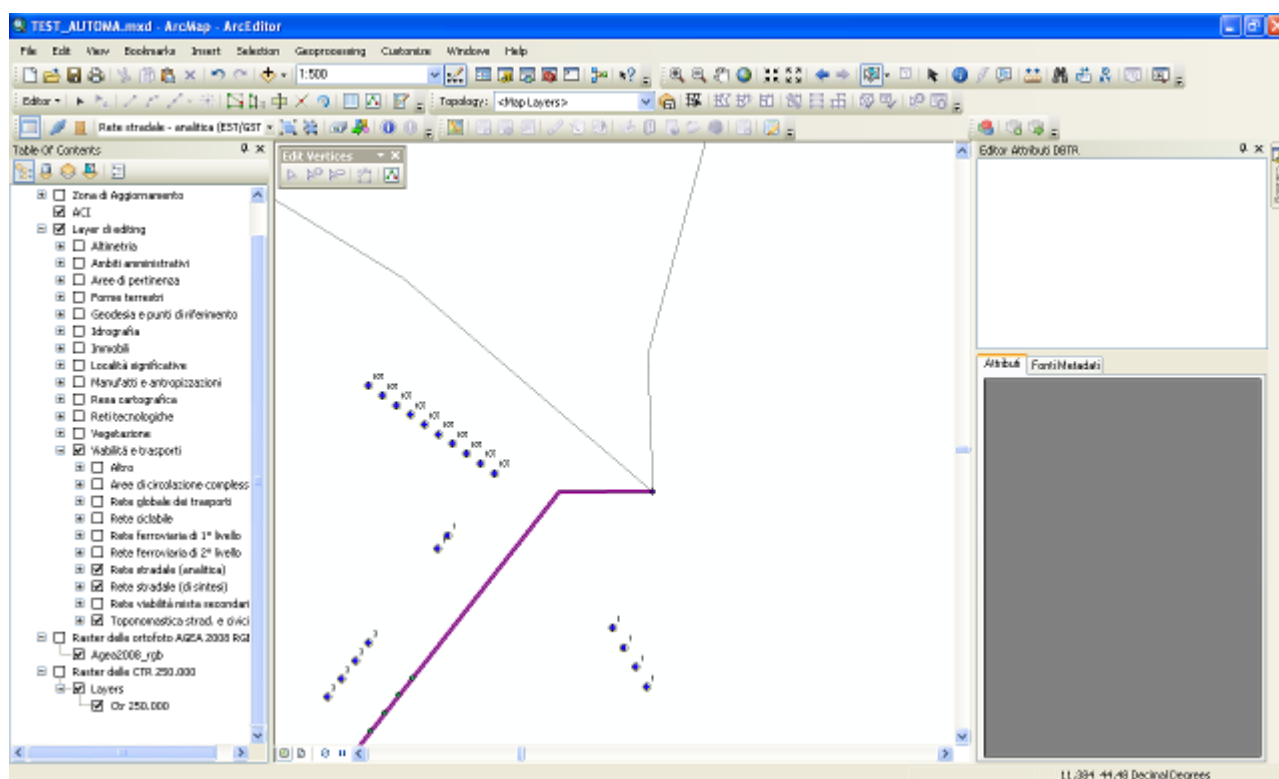 TEST_AUTOMA.mxd - ArcMap - ArcEditor
File Edit View Bookmarks Insert Selection Geoprocessing Customize Windows Help
1:500
Editor Topology: <Map Layers>
Rete stradale - analitica (EST/GST
Table Of Contents
Edit Vertices
Editor Attributi DBTR
Zona di Aggiornamento
ACI
Layer di editing
Altimetria
Ambiti amministrativi
Aree di pertinenza
Forme terrestri
Geodesia e punti di riferimento
Idrografia
Immobili
Località significative
Manufatti e antropizzazioni
Resa cartografica
Reti tecnologiche
Vegetazione
Viabilità e trasporti
Altro
Aree di circolazione compless
Rete globale dei trasporti
Rete ciclabile
Rete ferroviaria di 1° livello
Rete ferroviaria di 2° livello
Rete stradale (analitica)
Rete stradale (di sintesi)
Rete viabilità mista secondari
Toponomastica strad. e civici
Raster delle ortofoto AGEA 2008 RGB
Agea2008_rgb
Raster delle CTR 250.000
Layers
Ctr 250.000
Attributi Fonti Metadati
11,384 44,48 Decimal Degrees